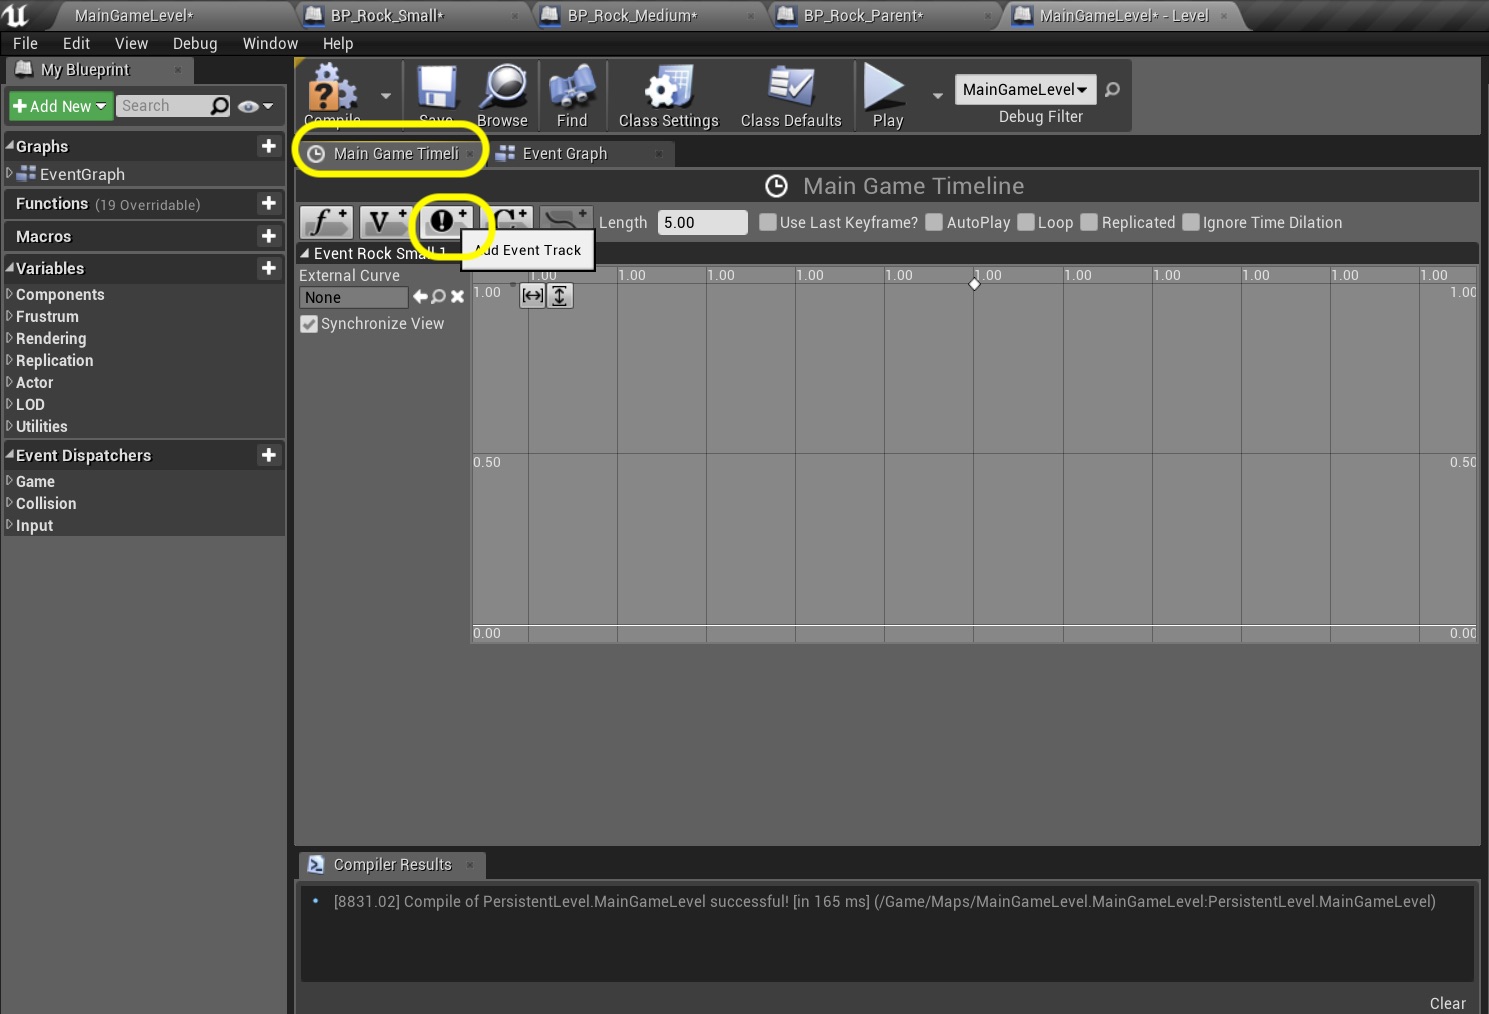 MainGameLevel*
BP_Rock_Small*
BP_Rock_Medium*
BP_Rock_Parent*
MainGameLevel* - Level
File Edit View Debug Window Help
My Blueprint
Add New
Search
Compile
Save
Browse
Find
Class Settings
Class Defaults
Play
MainGameLevel
Debug Filter
Graphs
EventGraph
Functions (19 Overridable)
Macros
Variables
Components
Frustrum
Rendering
Replication
Actor
LOD
Utilities
Event Dispatchers
Game
Collision
Input
Main Game Timeli
Event Graph
Main Game Timeline
Length 5.00 Use Last Keyframe? AutoPlay Loop Replicated Ignore Time Dilation
Add Event Track
Event Rock Small 1
External Curve
None
Synchronize View
1.00 1.00 1.00 1.00 1.00 1.00 1.00 1.00 1.00 1.00 1.00
1.00 1.00
0.50 0.50
0.00 0.00
Compiler Results
[8831.02] Compile of PersistentLevel.MainGameLevel successful! [in 165 ms] (/Game/Maps/MainGameLevel.MainGameLevel:PersistentLevel.MainGameLevel)
Clear